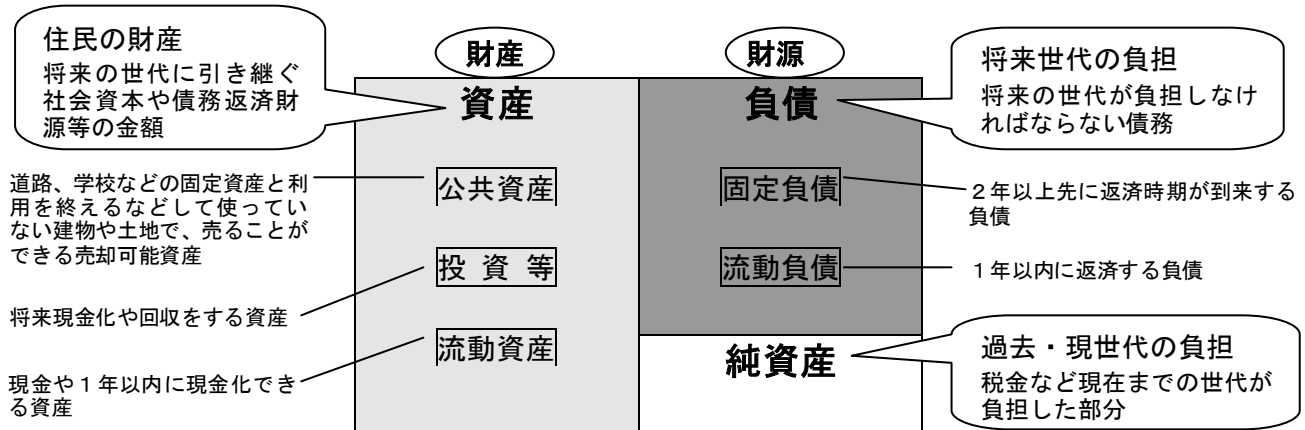 住民の財産
将来の世代に引き継ぐ
社会資本や債務返済財
源等の金額
道路、学校などの固定資産と利
用を終えるなどして使ってい
ない建物や土地で、売ることが
できる売却可能資産
将来現金化や回収をする資産
現金や1年以内に現金化でき
る資産
財産
資産
公共資産
投資等
流動資産
財源
負債
固定負債
流動負債
純資産
将来世代の負担
将来の世代が負担しなけ
ればならない債務
2年以上先に返済時期が到来する
負債
1年以内に返済する負債
過去・現世代の負担
税金など現在までの世代が
負担した部分